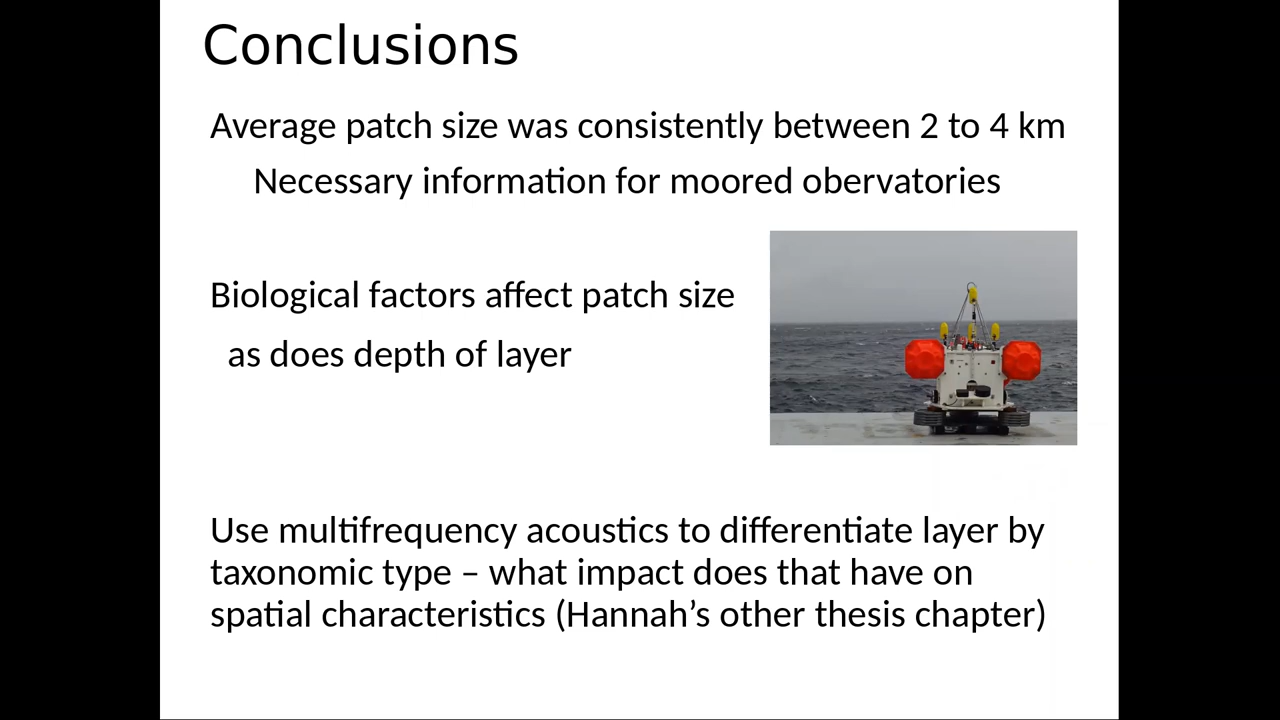 Conclusions
Average patch size was consistently between 2 to 4 km
Necessary information for moored obervatories
Biological factors affect patch size
as does depth of layer
Use multifrequency acoustics to differentiate layer by
taxonomic type – what impact does that have on
spatial characteristics (Hannah’s other thesis chapter)